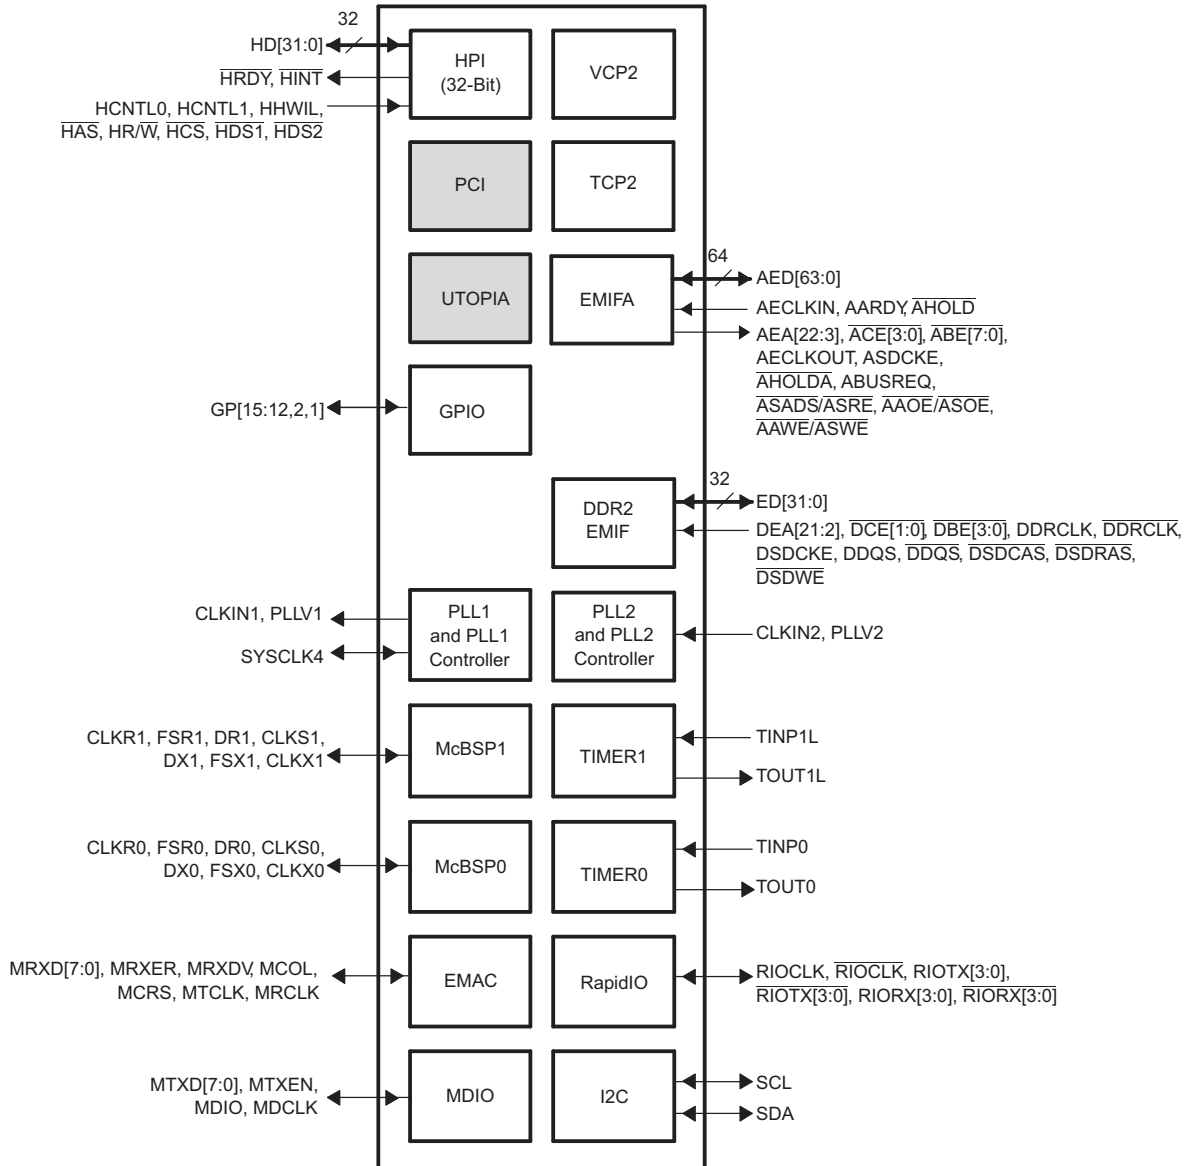 32
HD[31:0]
HRDY, HINT
HCNTL0, HCNTL1, HHWIL,
HAS, HR/W, HCS, HDS1, HDS2
HPI
(32-Bit)
VCP2
PCI
TCP2
UTOPIA
EMIFA
64
AED[63:0]
AECLKIN, AARDY, AHOLD
AEA[22:3], ACE[3:0], ABE[7:0],
AECLKOUT, ASDCKE,
AHOLDA, ABUSREQ,
ASADS/ASRE, AAOE/ASOE,
AAWE/ASWE
GP[15:12,2,1]
GPIO
DDR2
EMIF
32
ED[31:0]
DEA[21:2], DCE[1:0], DBE[3:0], DDRCLK, DDRCLK,
DSDCKE, DDQS, DDQS, DSDCAS, DSDRAS,
DSDWE
CLKIN1, PLLV1
SYSCLK4
PLL1
and PLL1
Controller
PLL2
and PLL2
Controller
CLKIN2, PLLV2
CLKR1, FSR1, DR1, CLKS1,
DX1, FSX1, CLKX1
McBSP1
TIMER1
TINP1L
TOUT1L
CLKR0, FSR0, DR0, CLKS0,
DX0, FSX0, CLKX0
McBSP0
TIMER0
TINP0
TOUT0
MRXD[7:0], MRXER, MRXDV, MCOL,
MCRS, MTCLK, MRCLK
EMAC
RapidIO
RIOCLK, RIOCLK, RIOTX[3:0],
RIOTX[3:0], RIORX[3:0], RIORX[3:0]
MTXD[7:0], MTXEN,
MDIO, MDCLK
MDIO
I2C
SCL
SDA